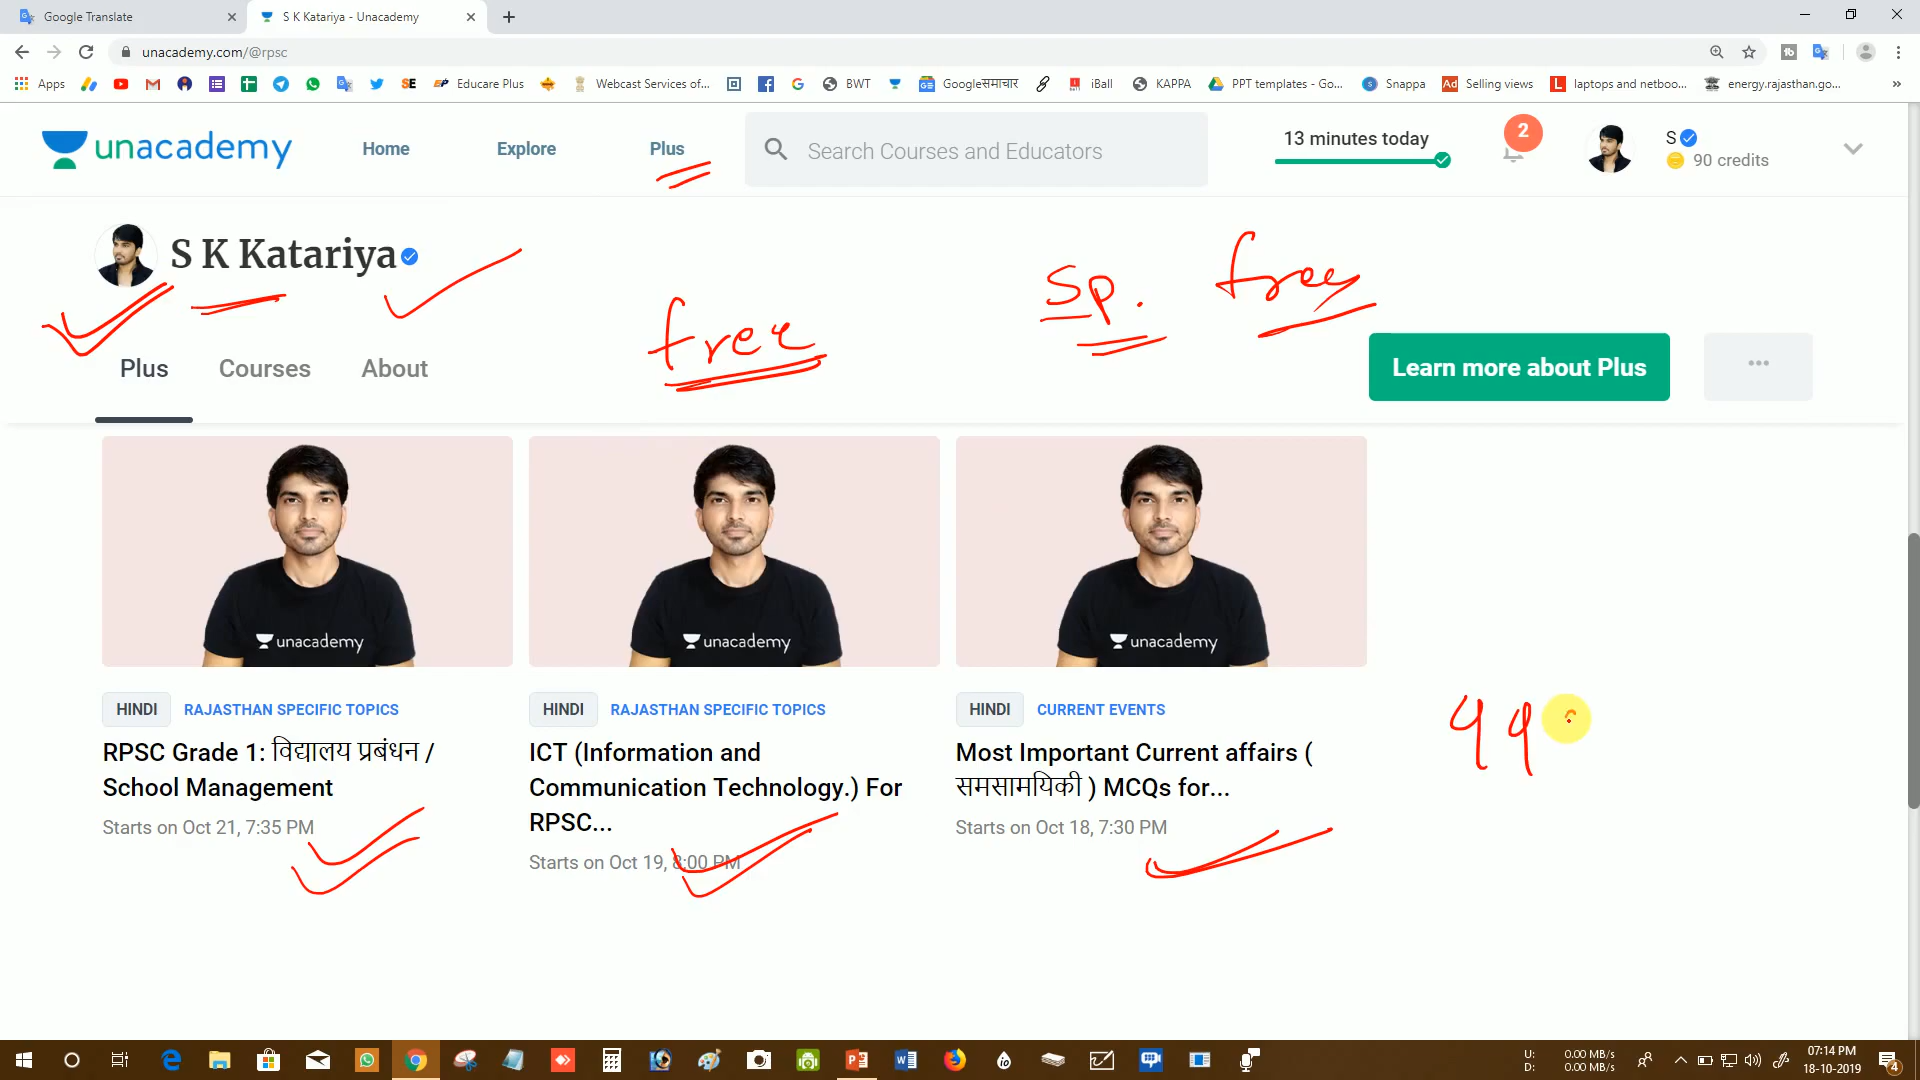 Google Translate
S K Katariya - Unacademy
unacademy.com/@rpsc
Apps
SE
Educare Plus
Webcast Services of...
BWT
Googleसमाचार
iBall
KAPPA
PPT templates - Go...
Snappa
Ad Selling views
L laptops and netboo...
energy.rajasthan.go...
»
unacademy
Home
Explore
Plus
Search Courses and Educators
13 minutes today
2
S
90 credits
S K Katariya
free
Sp. free
Plus
Courses
About
Learn more about Plus
...
unacademy
unacademy
unacademy
HINDI RAJASTHAN SPECIFIC TOPICS
RPSC Grade 1: विद्यालय प्रबंधन /
School Management
Starts on Oct 21, 7:35 PM
HINDI RAJASTHAN SPECIFIC TOPICS
ICT (Information and
Communication Technology.) For
RPSC...
Starts on Oct 19, 8:00 PM
HINDI CURRENT EVENTS
Most Important Current affairs (
समसामयिकी ) MCQs for...
Starts on Oct 18, 7:30 PM
99
U: 0.00 MB/s
D: 0.00 MB/s
07:14 PM
18-10-2019
4